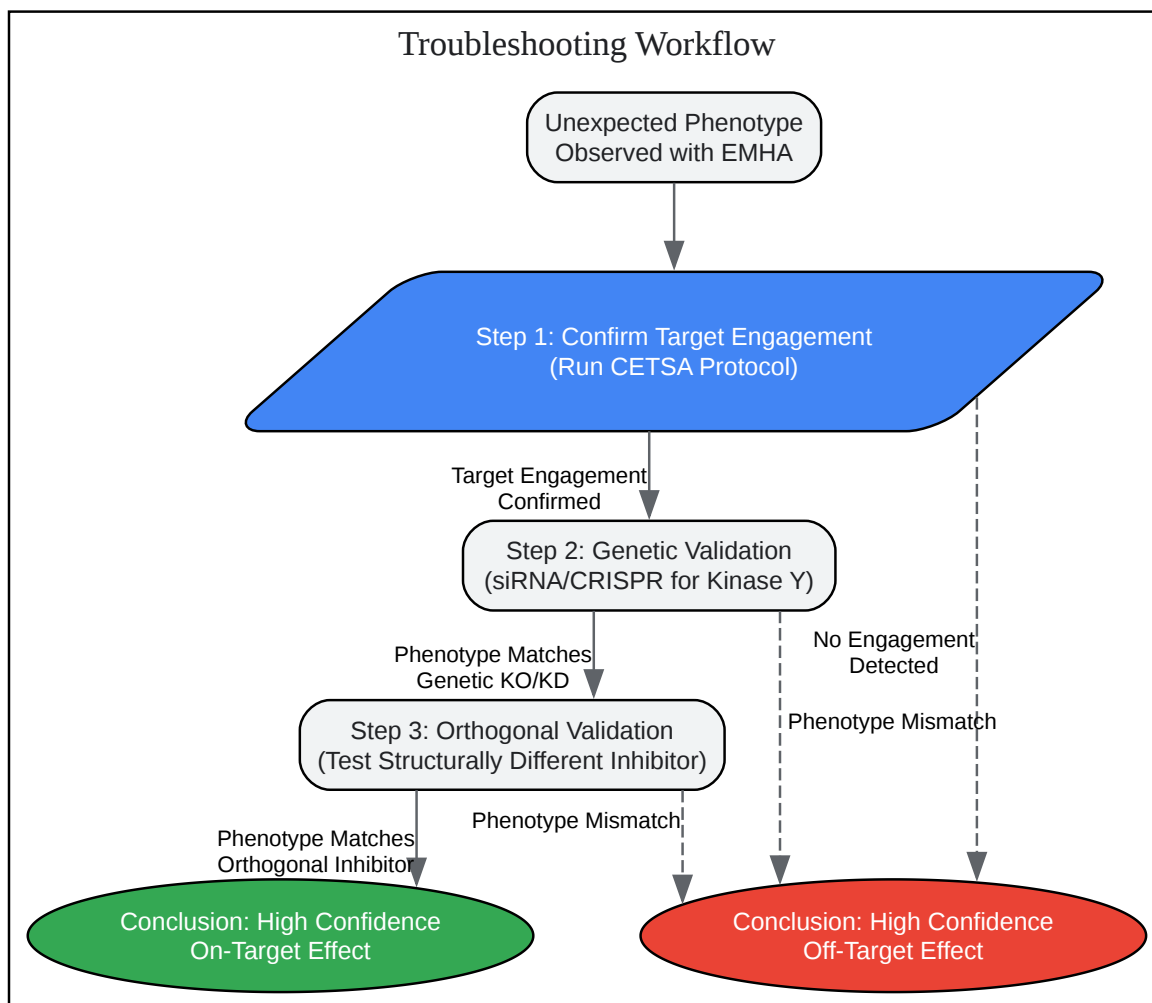 Troubleshooting Workflow
Unexpected Phenotype
Observed with EMHA
Step 1: Confirm Target Engagement
(Run CETSA Protocol)
Target Engagement
Confirmed
Step 2: Genetic Validation
(siRNA/CRISPR for Kinase Y)
No Engagement
Detected
Phenotype Matches
Genetic KO/KD
Phenotype Mismatch
Step 3: Orthogonal Validation
(Test Structurally Different Inhibitor)
Phenotype Mismatch
Phenotype Matches
Orthogonal Inhibitor
Conclusion: High Confidence
On-Target Effect
Conclusion: High Confidence
Off-Target Effect